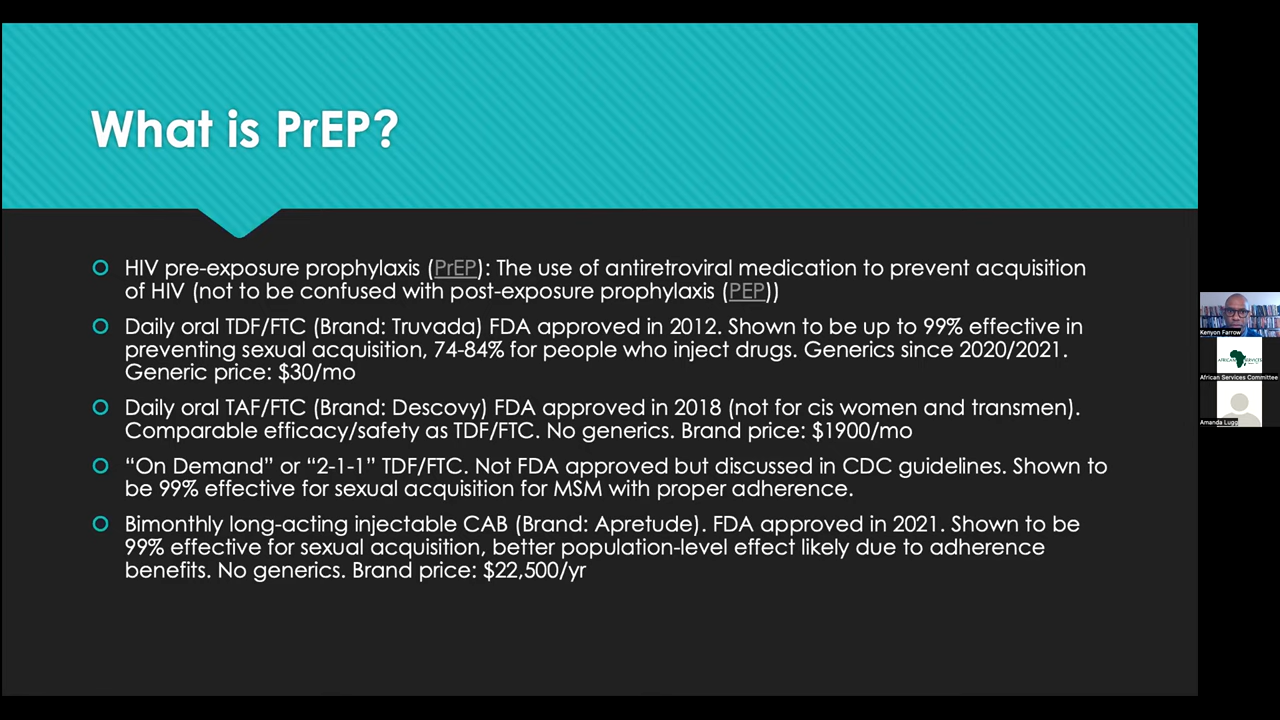 What is PrEP?
HIV pre-exposure prophylaxis (PrEP): The use of antiretroviral medication to prevent acquisition
of HIV (not to be confused with post-exposure prophylaxis (PEP))
Daily oral TDF/FTC (Brand: Truvada) FDA approved in 2012. Shown to be up to 99% effective in
preventing sexual acquisition, 74-84% for people who inject drugs. Generics since 2020/2021.
Generic price: $30/mo
Daily oral TAF/FTC (Brand: Descovy) FDA approved in 2018 (not for cis women and transmen).
Comparable efficacy/safety as TDF/FTC. No generics. Brand price: $1900/mo
“On Demand” or “2-1-1” TDF/FTC. Not FDA approved but discussed in CDC guidelines. Shown to
be 99% effective for sexual acquisition for MSM with proper adherence.
Bimonthly long-acting injectable CAB (Brand: Apretude). FDA approved in 2021. Shown to be
99% effective for sexual acquisition, better population-level effect likely due to adherence
benefits. No generics. Brand price: $22,500/yr
Kenyon Farrow
AFRICAN SERVICES
African Services Committee
Amanda Lugg